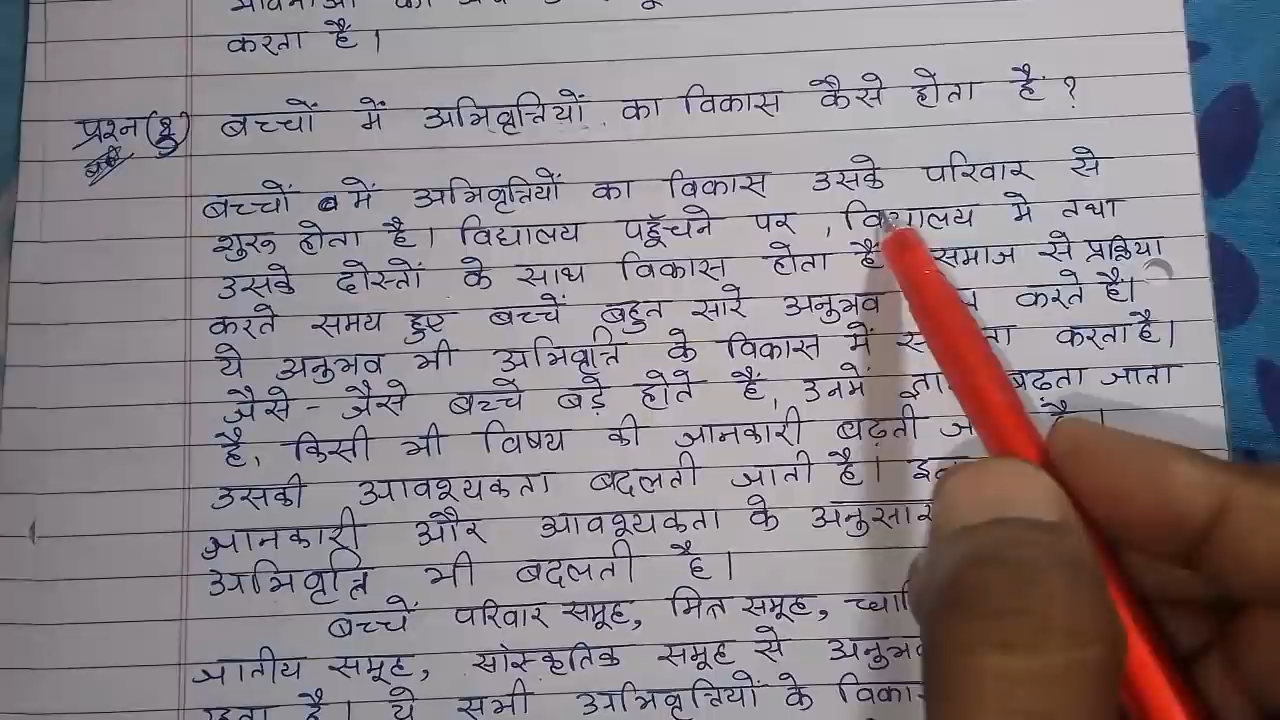 करता है ।
प्रश्न (2) बच्चों में अभिवृत्तियों का विकास कैसे होता है ?
बच्चों में अभिवृत्तियों का विकास उसके परिवार से
शुरू होता है। विद्यालय पहूँचने पर , विद्यालय मे तथा
उसके दोस्तों के साथ विकास होता है समाज से प्रक्रिया
करते समय हुए बच्चें बहुत सारे अनुभव करते है।
ये अनुभव भी अभिवृत्ति के विकास में करता है।
जैसे - जैसे बच्चे बड़े होते हैं, उनमें बढ़ता जाता
है, किसी भी विषय की जानकारी बढ़ती है ।
उसकी आवश्यकता बदलती जाती है।
जानकारी और आवश्यकता के अनुसार
अभिवृत्ति भी बदलती है ।
बच्चें परिवार समूह, मित्र समूह,
जातीय समूह, सांस्कृतिक समूह से
रहता है । ये सभी अभिवृत्तियों के